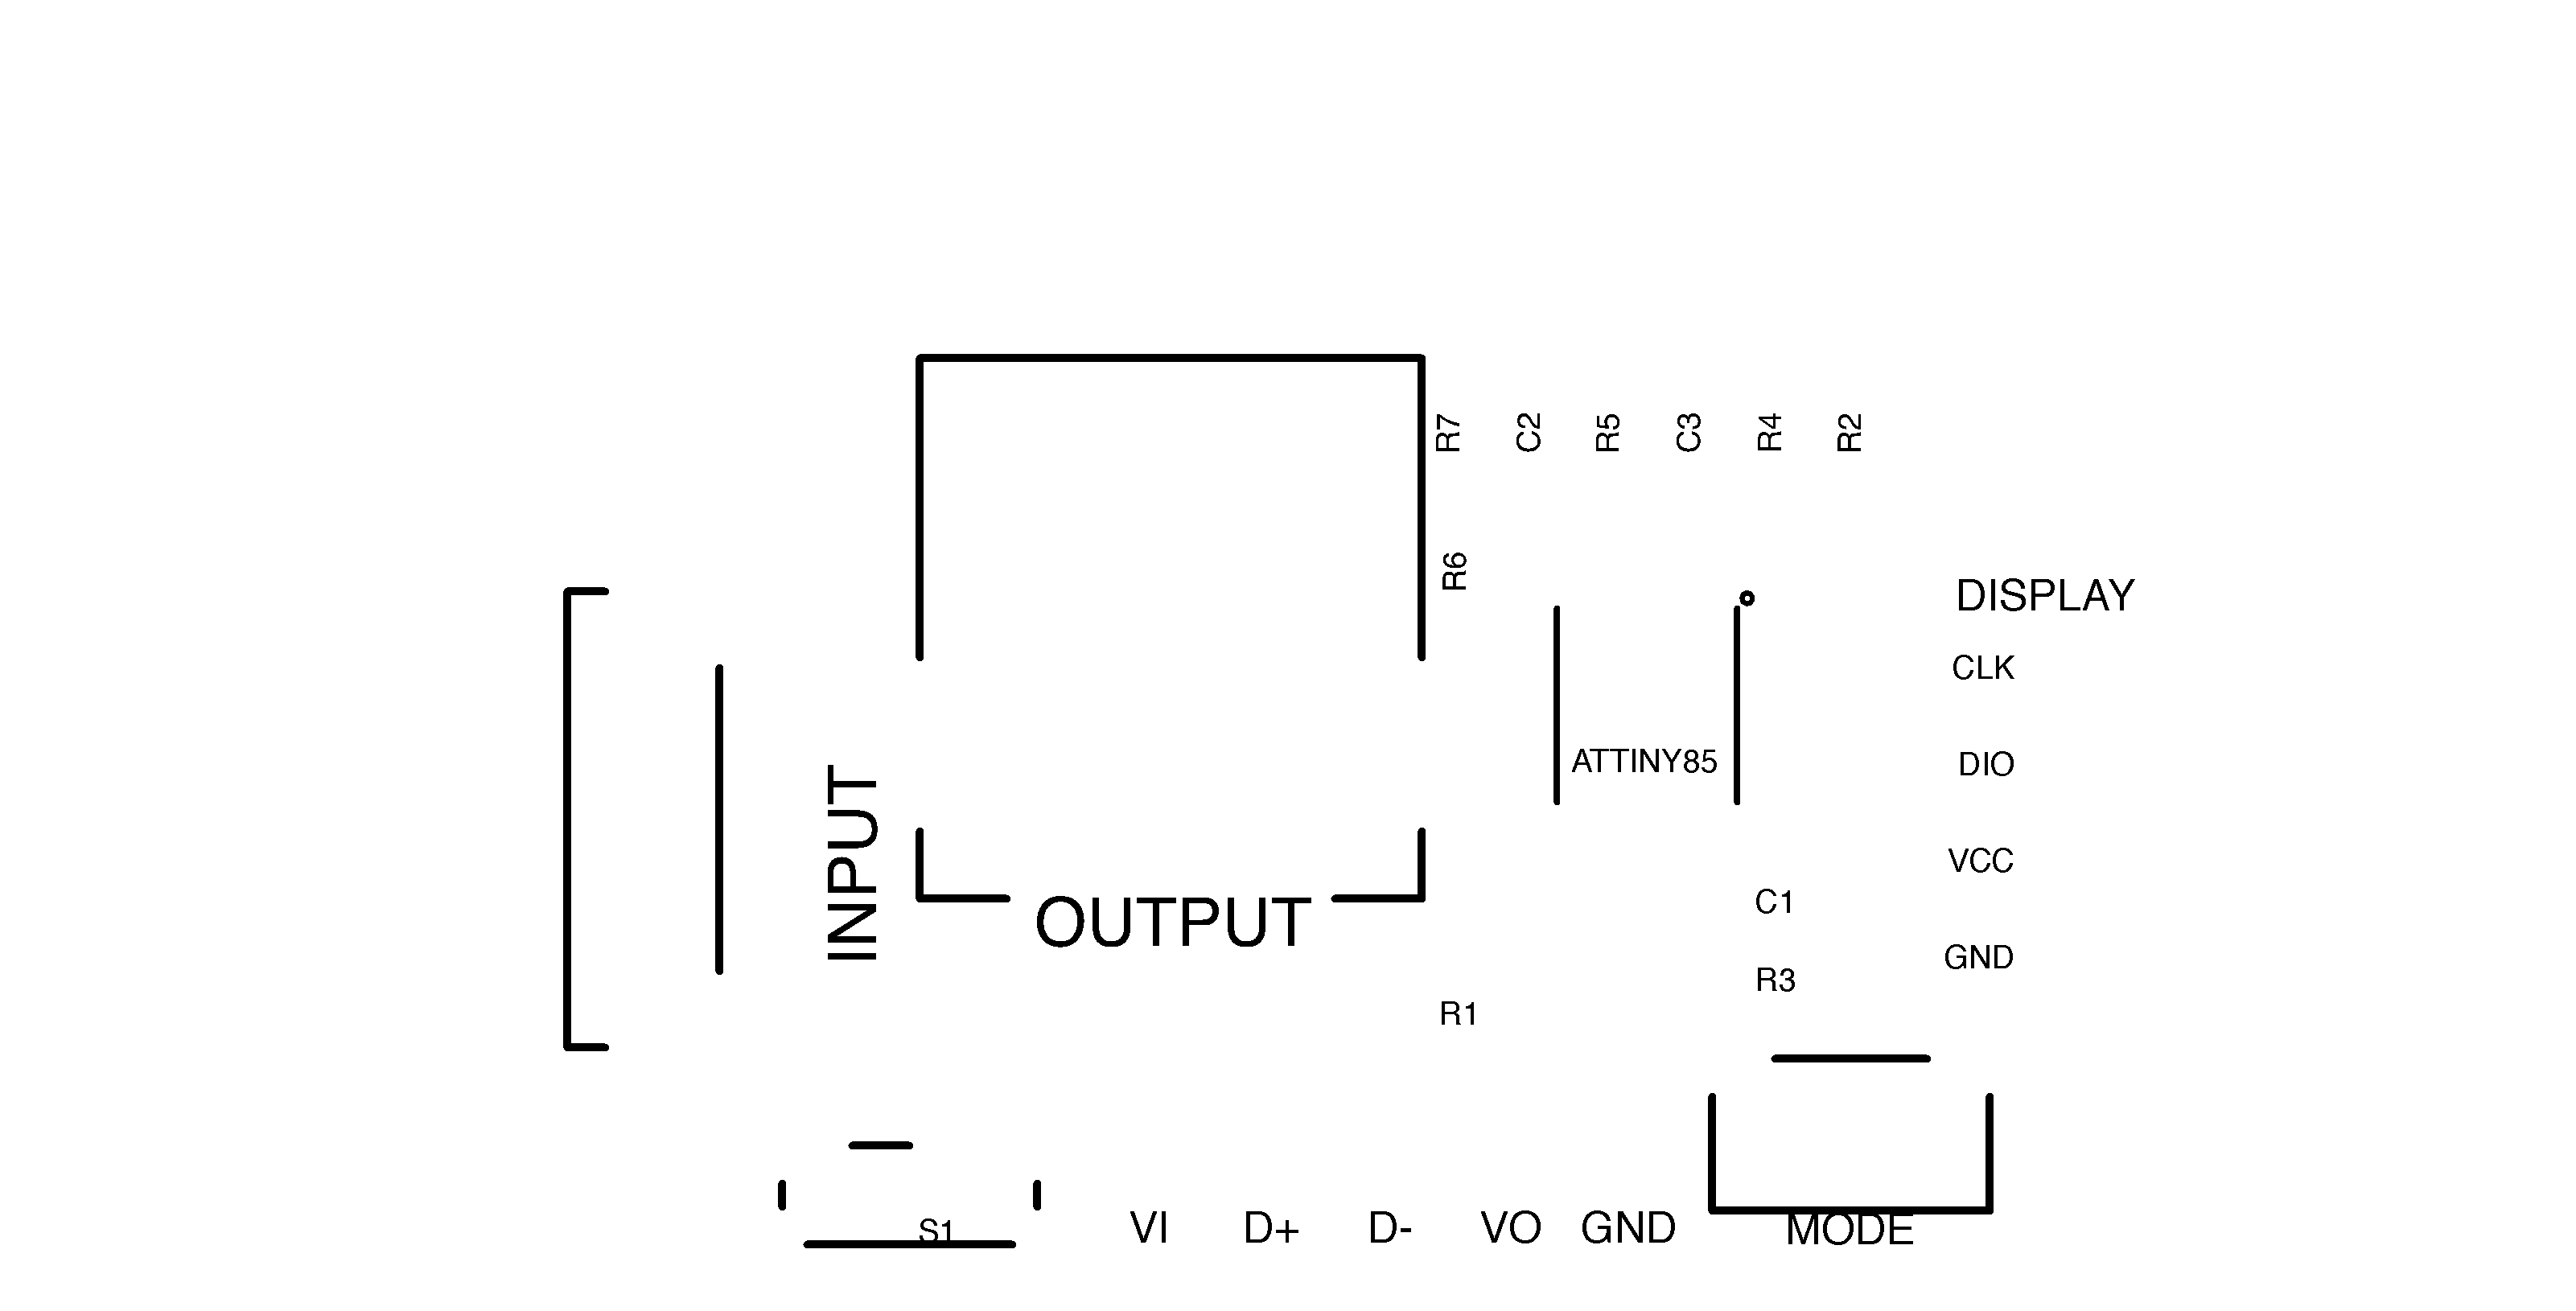 R7 C2 R5 C3 R4 R2
R6
DISPLAY
CLK
ATTINY85
DIO
INPUT
VCC
C1
OUTPUT
GND
R3
R1
S1 VI D+ D- VO GND MODE